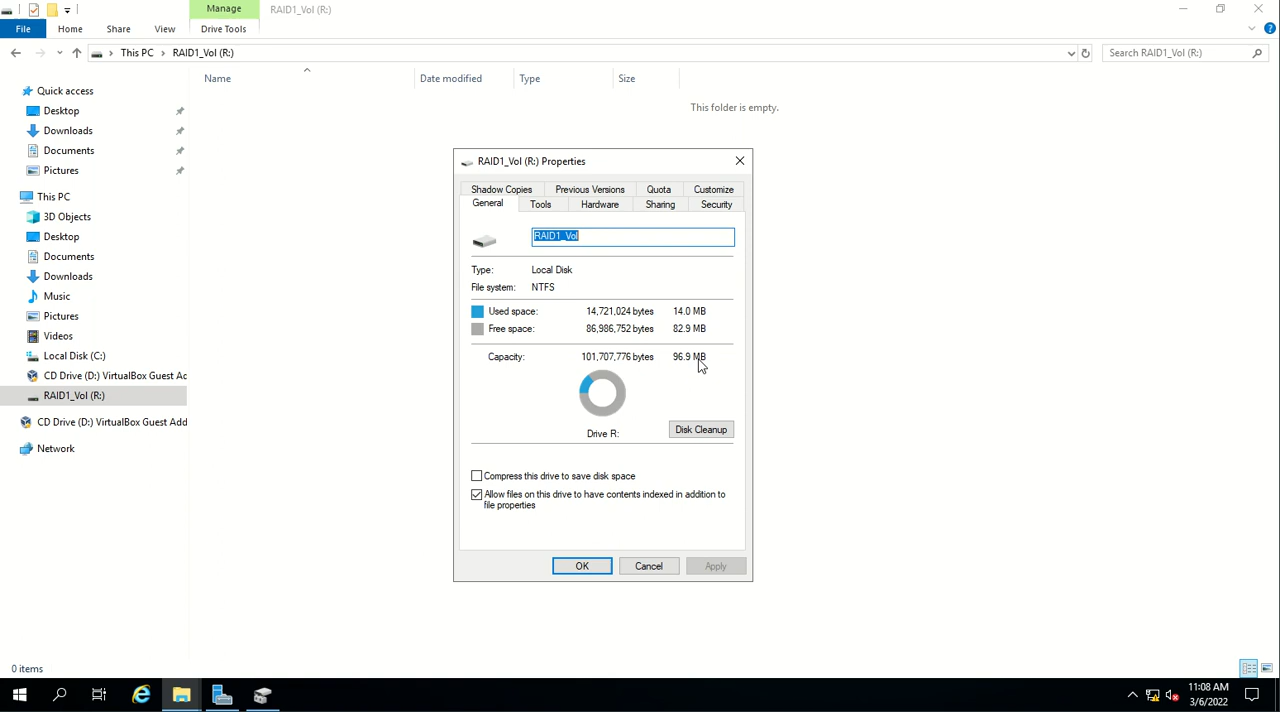 Manage
RAID1_Vol (R:)
File
Home
Share
View
Drive Tools
This PC
RAID1_Vol (R:)
Search RAID1_Vol (R:)
Name
Date modified
Type
Size
This folder is empty.
Quick access
Desktop
Downloads
Documents
Pictures
This PC
3D Objects
Desktop
Documents
Downloads
Music
Pictures
Videos
Local Disk (C:)
CD Drive (D:) VirtualBox Guest Ac
RAID1_Vol (R:)
CD Drive (D:) VirtualBox Guest Add
Network
RAID1_Vol (R:) Properties
Shadow Copies
Previous Versions
Quota
Customize
General
Tools
Hardware
Sharing
Security
RAID1_Vol
Type: Local Disk
File system: NTFS
Used space: 14,721,024 bytes 14.0 MB
Free space: 86,986,752 bytes 82.9 MB
Capacity: 101,707,776 bytes 96.9 MB
Drive R:
Disk Cleanup
Compress this drive to save disk space
Allow files on this drive to have contents indexed in addition to
file properties
OK
Cancel
Apply
0 items
11:08 AM
3/6/2022